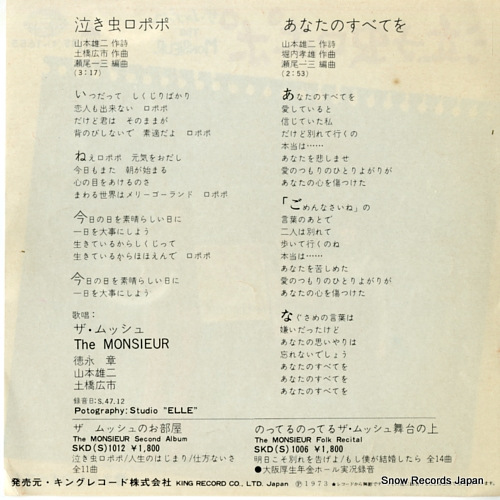 泣き虫ロポポ
山本雄二 作詩
土橋広市 作曲
瀬尾一三 編曲
(3:17)
いつだって しくじりばかり
恋人も出来ない ロポポ
だけど君は そのままが
背のびしないで 素適だよ ロポポ
ねえロポポ 元気をおだし
今日もまた 朝が始まる
心の目をあけるのさ
まわる世界はメリーゴーランド ロポポ
今日の日を素晴らしい日に
一日を大事にしよう
生きているからしくじって
生きているからほほえんで ロポポ
今日の日を素晴らしい日に
一日を大事にしよう
歌唱:
ザ・ムッシュ
The MONSIEUR
徳永 章
山本雄二
土橋広市
録音日:S.47.12
Potography: Studio "ELLE"
あなたのすべてを
山本雄二 作詩
堀内孝雄 作曲
瀬尾一三 編曲
(2:53)
あなたのすべてを
愛していると
信じていた私
だけど別れて行くの
本当は……
あなたを悲しませ
愛のつもりのひとりよがりが
あなたの心を傷つけた
「ごめんなさいね」の
言葉のあとで
二人は別れて
歩いて行くのね
本当は……
あなたを苦しめた
愛のつもりのひとりよがりが
あなたの心を傷つけた
なぐさめの言葉は
嫌いだったけど
あなたの思いやりは
忘れないでしょう
あなたのすべてを
あなたのすべてを
あなたのすべてを
ザ ムッシュのお部屋
The MONSIEUR Second Album
SKD(S)1012 ¥1,800
泣き虫ロポポ/人生のはじまり/仕方ないさ
全11曲
のってるのってるザ・ムッシュ舞台の上
The MONSIEUR Folk Recital
SKD(S)1006 ¥1,800
明日こそ別れを告げよ/もし僕が結婚したら 全14曲
●大阪厚生年金ホール実況録音
発売元・キングレコード株式会社 KING RECORD CO., LTD. Japan Ⓟ1973
Snow Records Japan